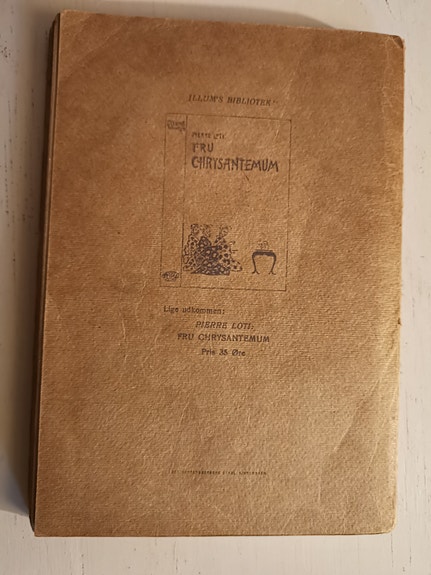 ILLUM'S BIBLIOTEK
PIERRE LOTI
FRU
CHRYSANTEMUM
Lige udkommen:
PIERRE LOTI:
FRU CHRYSANTEMUM
Pris 35 Øre